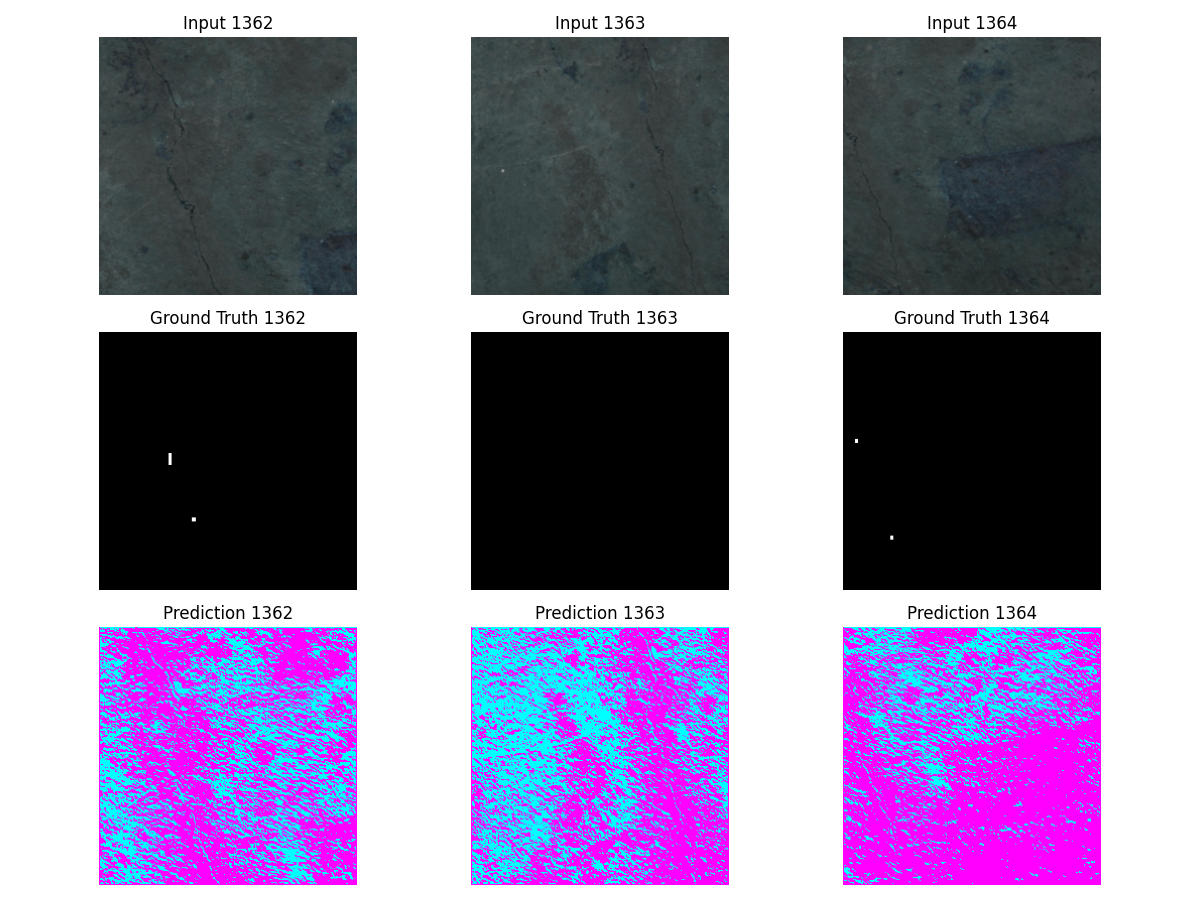 Input 1362
Input 1363
Input 1364
Ground Truth 1362
Ground Truth 1363
Ground Truth 1364
Prediction 1362
Prediction 1363
Prediction 1364